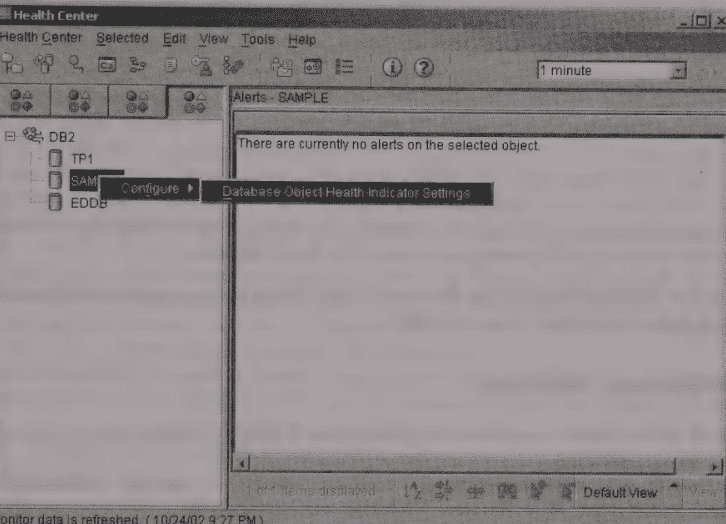 Health Center
Health Center Selected Edit View Tools Help
1 minute
Alerts - SAMPLE
There are currently no alerts on the selected object.
DB2
TP1
SAM
Configure
Database Object Health Indicator Settings
EDDB
1 of 1 items displayed
Default View
View
onitor data is refreshed. (10/24/02 9:27 PM)